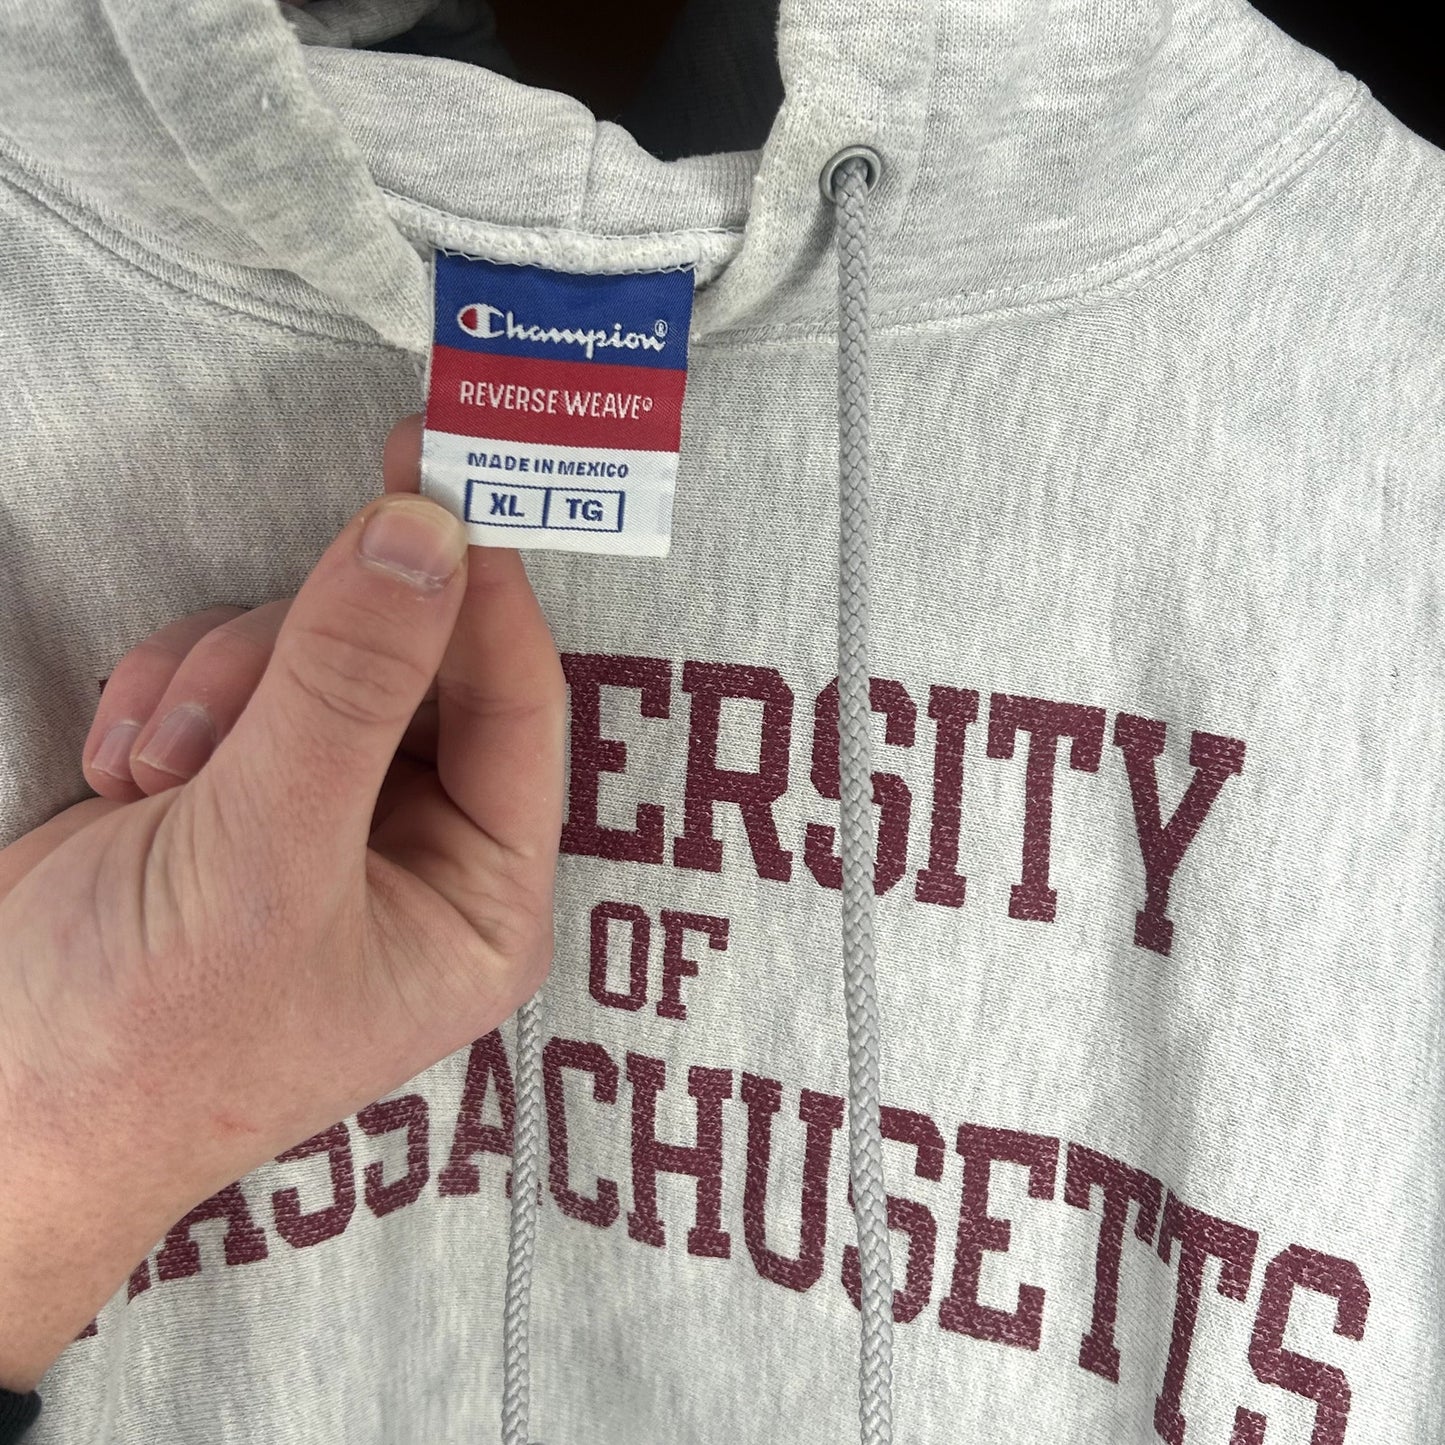 Champion®
REVERSE WEAVE®
MADE IN MEXICO
XL TG
ERSITY
OF
ASSACHUSETTS